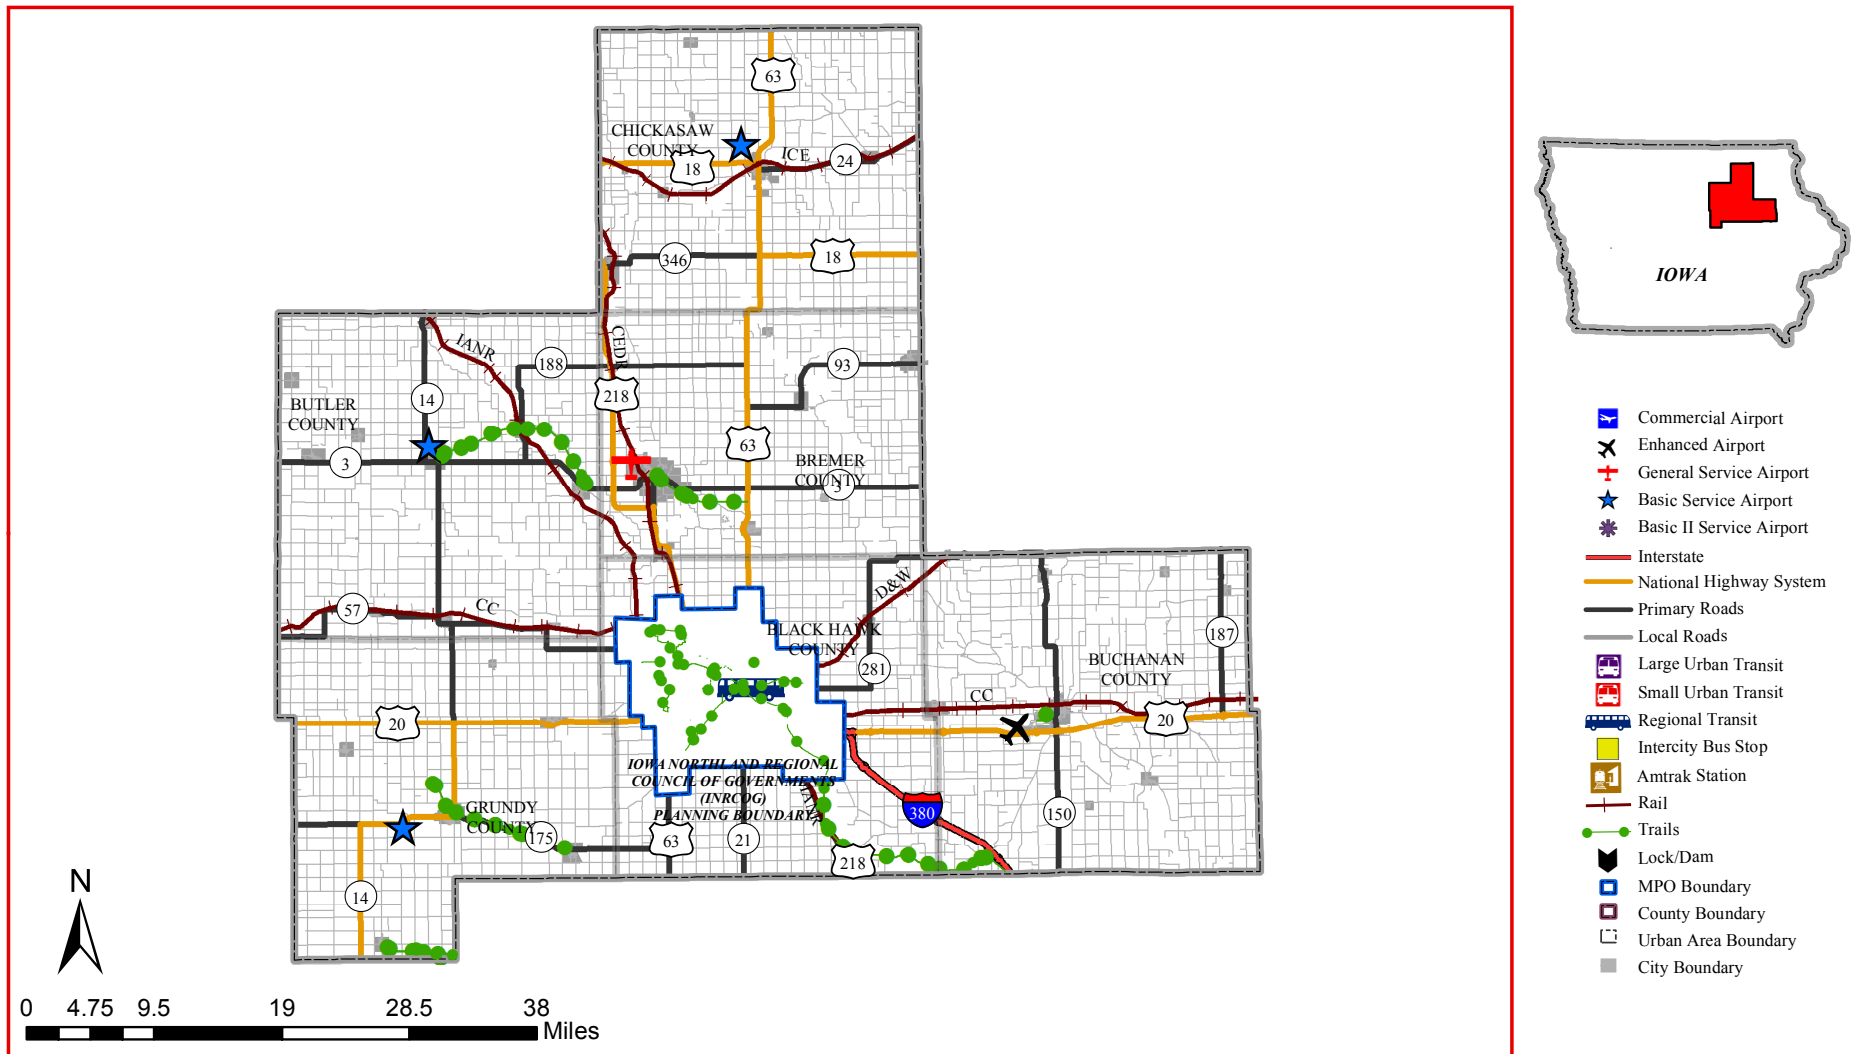 63
CHICKASAW
COUNTY
ICE
24
18
346
18
IANR
188
CEDR
93
218
14
BUTLER
COUNTY
63
3
BREMER
COUNTY
3
57
CC
D&W
BLACK HAWK
COUNTY
281
187
BUCHANAN
COUNTY
CC
20
20
IOWA NORTHLAND REGIONAL
COUNCIL OF GOVERNMENTS
(INRCOG)
PLANNING BOUNDARY
IANR
GRUNDY
COUNTY
175
63
21
218
380
150
14
N
0 4.75 9.5 19 28.5 38
Miles
IOWA
Commercial Airport
Enhanced Airport
General Service Airport
Basic Service Airport
Basic II Service Airport
Interstate
National Highway System
Primary Roads
Local Roads
Large Urban Transit
Small Urban Transit
Regional Transit
Intercity Bus Stop
Amtrak Station
Rail
Trails
Lock/Dam
MPO Boundary
County Boundary
Urban Area Boundary
City Boundary